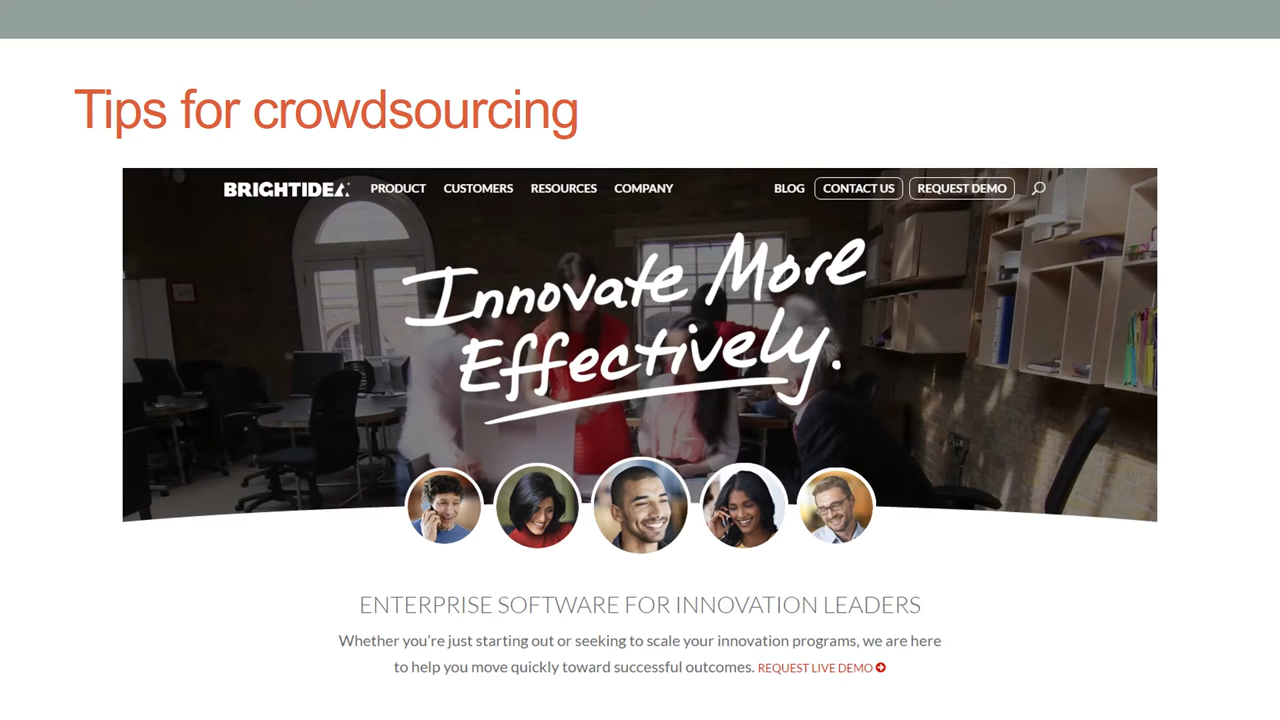 Tips for crowdsourcing
BRIGHTIDEA PRODUCT CUSTOMERS RESOURCES COMPANY BLOG CONTACT US REQUEST DEMO
Innovate More
Effectively.
ENTERPRISE SOFTWARE FOR INNOVATION LEADERS
Whether you're just starting out or seeking to scale your innovation programs, we are here
to help you move quickly toward successful outcomes. REQUEST LIVE DEMO